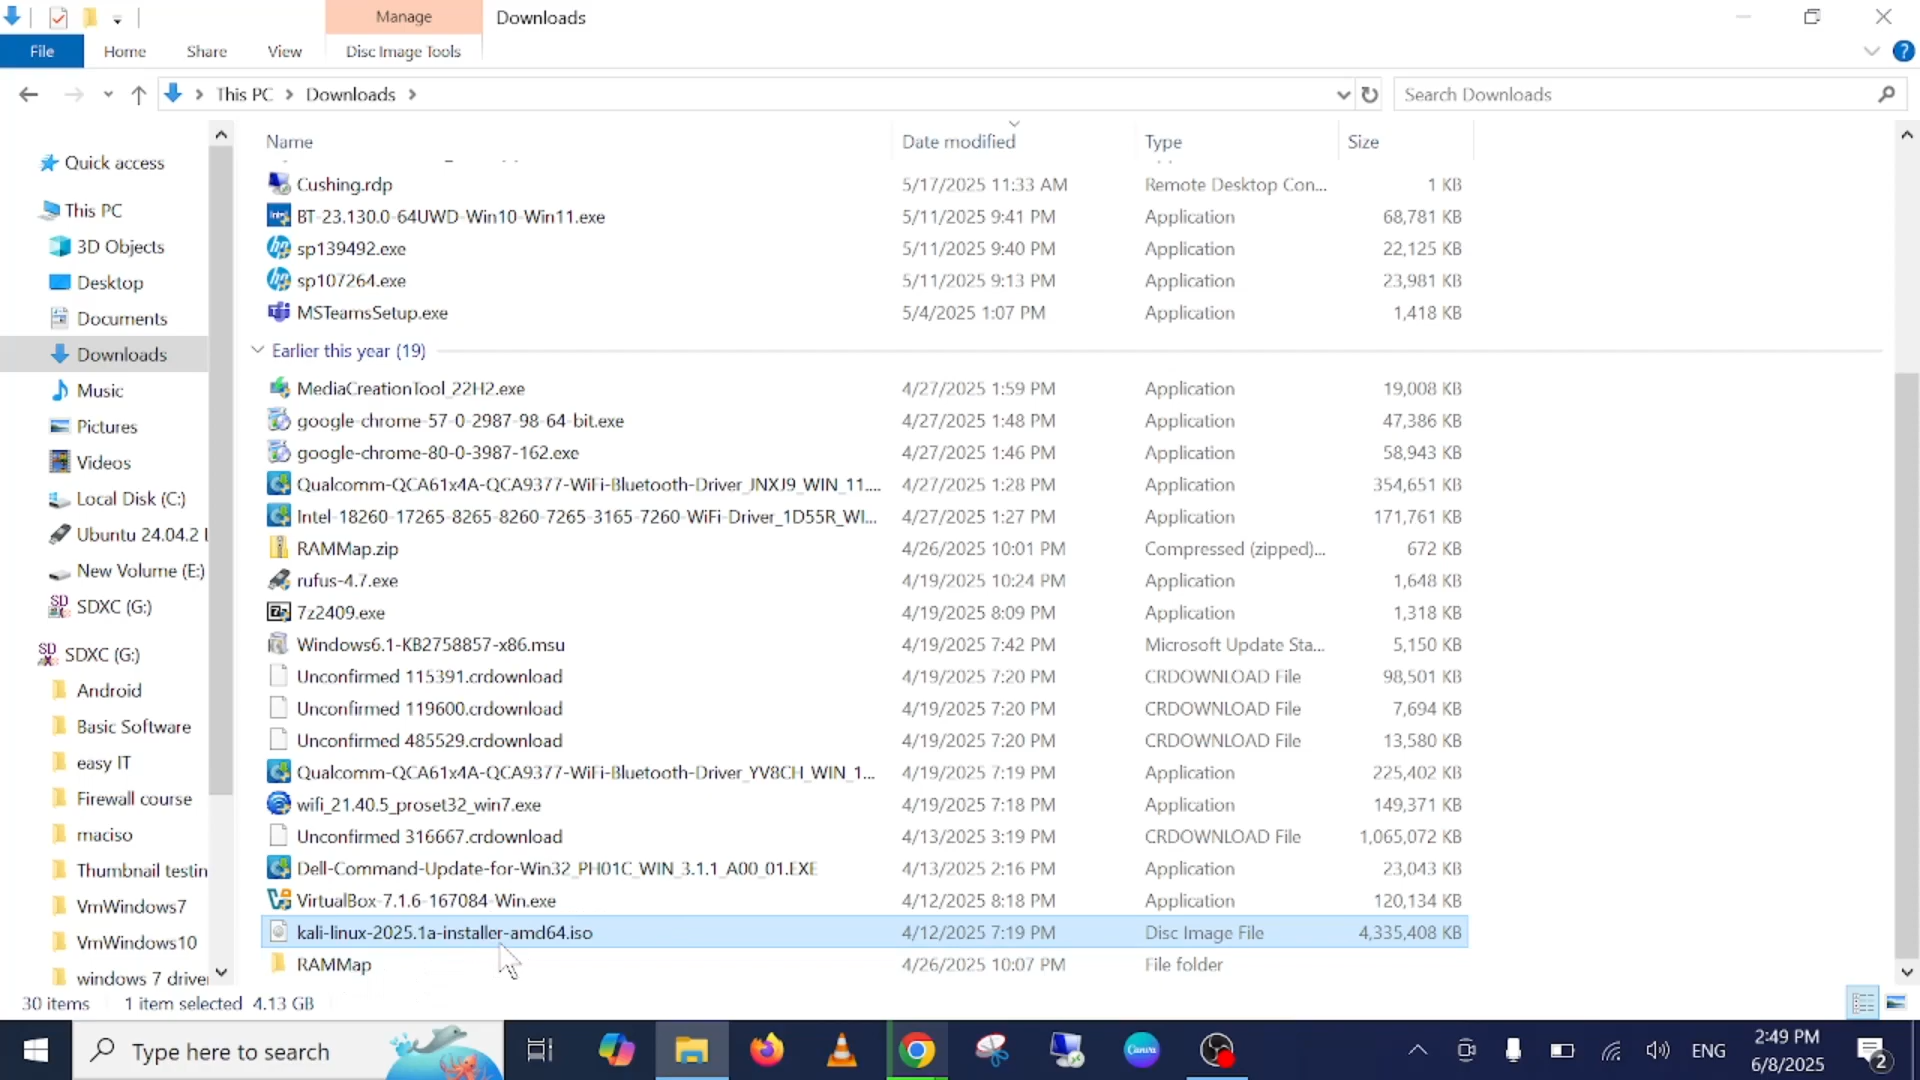 Manage
Downloads
File
Home
Share
View
Disc Image Tools
This PC
Downloads
Search Downloads
Name
Date modified
Type
Size
Quick access
This PC
3D Objects
Desktop
Documents
Downloads
Music
Pictures
Videos
Local Disk (C:)
Ubuntu 24.04.2 l
New Volume (E:)
SDXC (G:)
SDXC (G:)
Android
Basic Software
easy IT
Firewall course
maciso
Thumbnail testin
VmWindows7
VmWindows10
windows 7 driver
Cushing.rdp 5/17/2025 11:33 AM Remote Desktop Con... 1 KB
BT-23.130.0-64UWD-Win10-Win11.exe 5/11/2025 9:41 PM Application 68,781 KB
sp139492.exe 5/11/2025 9:40 PM Application 22,125 KB
sp107264.exe 5/11/2025 9:13 PM Application 23,981 KB
MSTeamsSetup.exe 5/4/2025 1:07 PM Application 1,418 KB
Earlier this year (19)
MediaCreationTool_22H2.exe 4/27/2025 1:59 PM Application 19,008 KB
google-chrome-57-0-2987-98-64-bit.exe 4/27/2025 1:48 PM Application 47,386 KB
google-chrome-80-0-3987-162.exe 4/27/2025 1:46 PM Application 58,943 KB
Qualcomm-QCA61x4A-QCA9377-WiFi-Bluetooth-Driver_JNXJ9_WIN_11.... 4/27/2025 1:28 PM Application 354,651 KB
Intel-18260-17265-8265-8260-7265-3165-7260-WiFi-Driver_1D55R_WI... 4/27/2025 1:27 PM Application 171,761 KB
RAMMap.zip 4/26/2025 10:01 PM Compressed (zipped)... 672 KB
rufus-4.7.exe 4/19/2025 10:24 PM Application 1,648 KB
7z2409.exe 4/19/2025 8:09 PM Application 1,318 KB
Windows6.1-KB2758857-x86.msu 4/19/2025 7:42 PM Microsoft Update Sta... 5,150 KB
Unconfirmed 115391.crdownload 4/19/2025 7:20 PM CRDOWNLOAD File 98,501 KB
Unconfirmed 119600.crdownload 4/19/2025 7:20 PM CRDOWNLOAD File 7,694 KB
Unconfirmed 485529.crdownload 4/19/2025 7:20 PM CRDOWNLOAD File 13,580 KB
Qualcomm-QCA61x4A-QCA9377-WiFi-Bluetooth-Driver_YV8CH_WIN_1... 4/19/2025 7:19 PM Application 225,402 KB
wifi_21.40.5_proset32_win7.exe 4/19/2025 7:18 PM Application 149,371 KB
Unconfirmed 316667.crdownload 4/13/2025 3:19 PM CRDOWNLOAD File 1,065,072 KB
Dell-Command-Update-for-Win32_PH01C_WIN_3.1.1_A00_01.EXE 4/13/2025 2:16 PM Application 23,043 KB
VirtualBox-7.1.6-167084-Win.exe 4/12/2025 8:18 PM Application 120,134 KB
kali-linux-2025.1a-installer-amd64.iso 4/12/2025 7:19 PM Disc Image File 4,335,408 KB
RAMMap 4/26/2025 10:07 PM File folder
30 items 1 item selected 4.13 GB
Type here to search
Canva
ENG
2:49 PM
6/8/2025
2